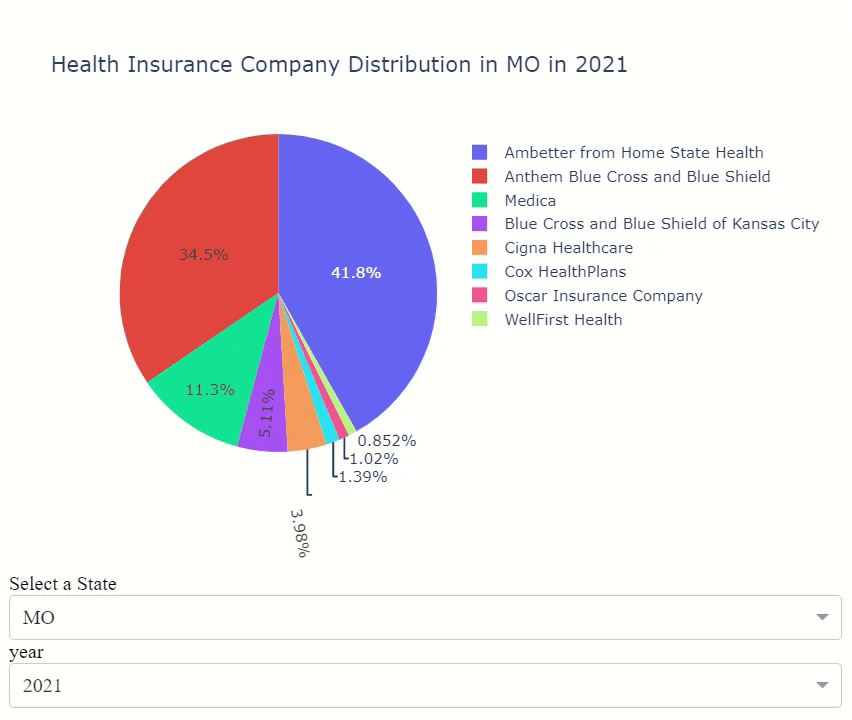 Health Insurance Company Distribution in MO in 2021
Ambetter from Home State Health
Anthem Blue Cross and Blue Shield
Medica
Blue Cross and Blue Shield of Kansas City
Cigna Healthcare
Cox HealthPlans
Oscar Insurance Company
WellFirst Health
34.5%
41.8%
11.3%
5.11%
0.852%
1.02%
1.39%
3.98%
Select a State
MO
year
2021